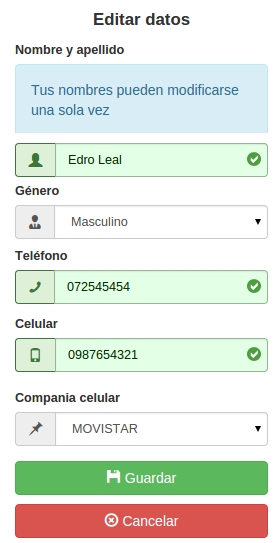 Editar datos
Nombre y apellido
Tus nombres pueden modificarse
una sola vez
Edro Leal
Género
Masculino
Teléfono
072545454
Celular
0987654321
Compania celular
MOVISTAR
Guardar
Cancelar